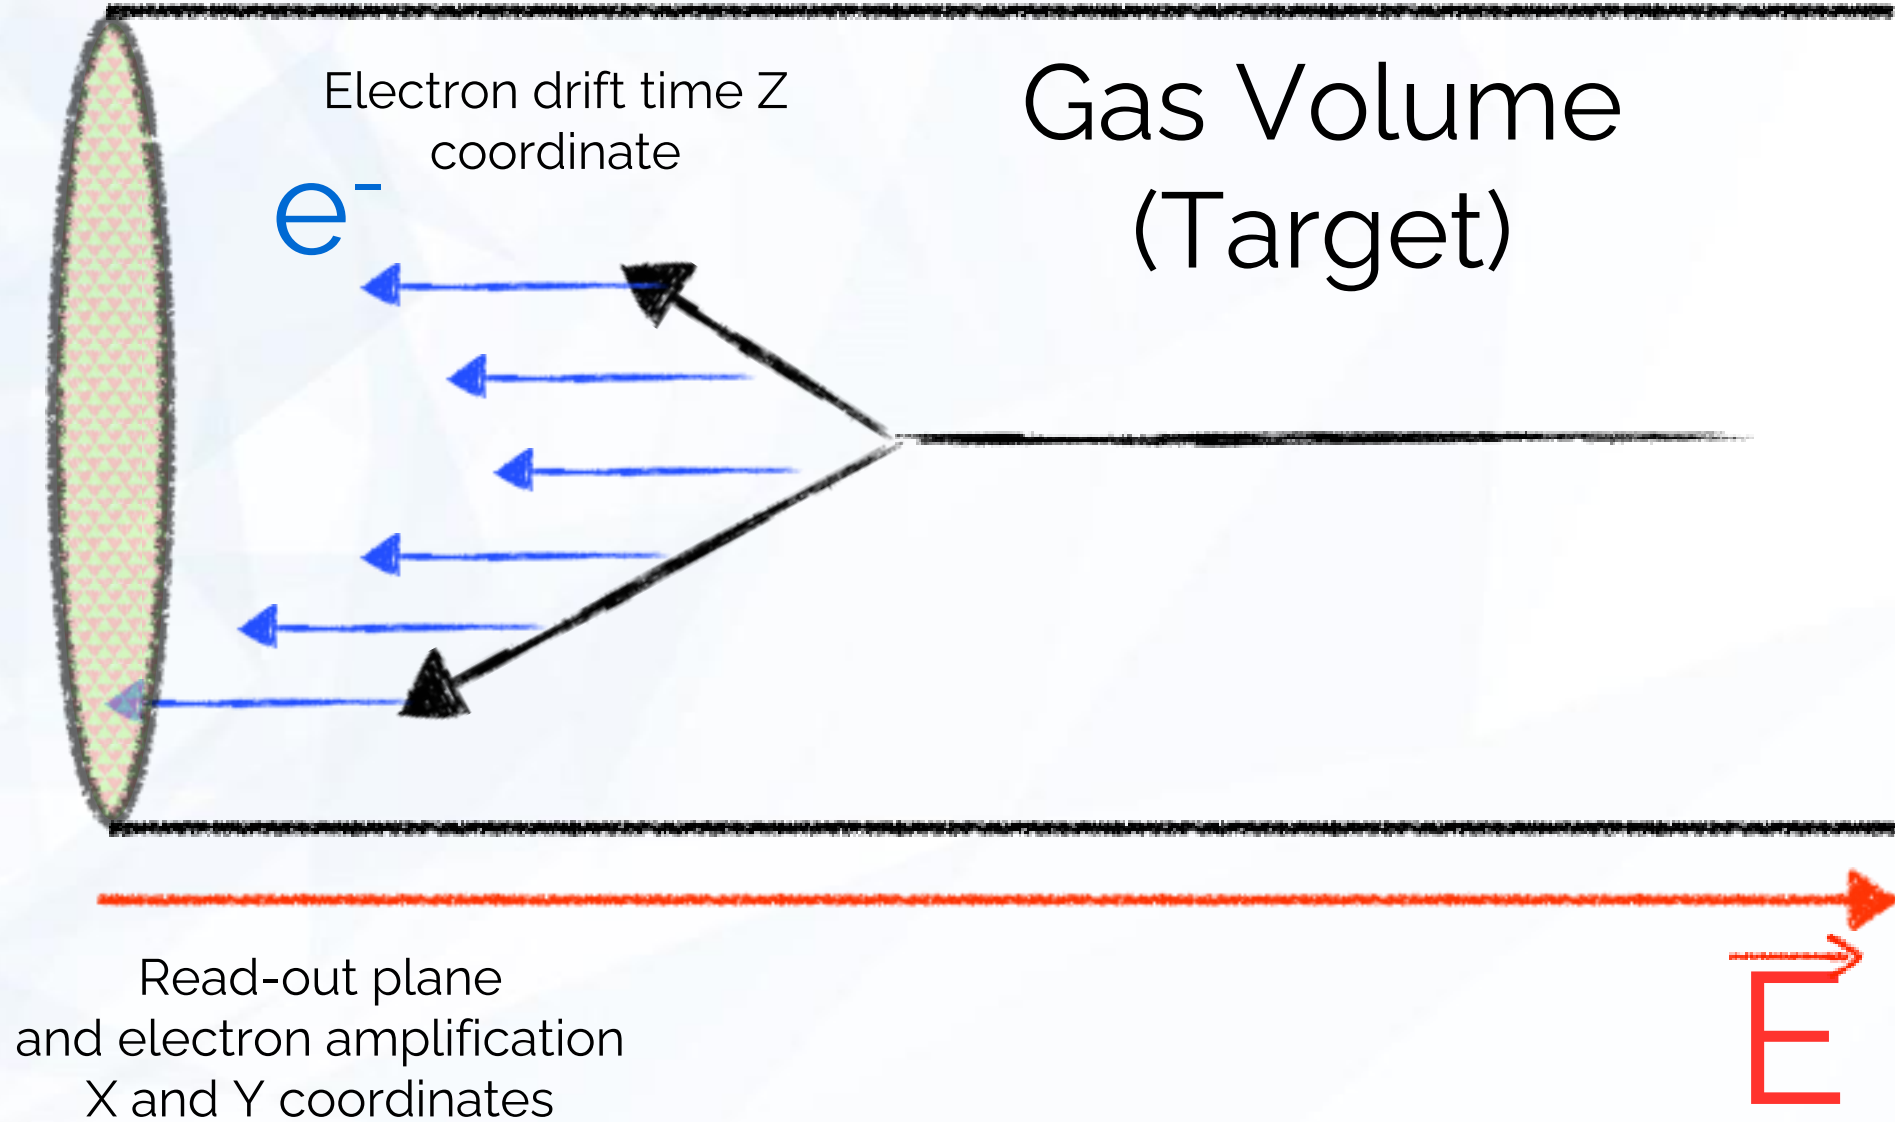 Electron drift time Z
coordinate
e⁻
Gas Volume
(Target)
Read-out plane
and electron amplification
X and Y coordinates
E